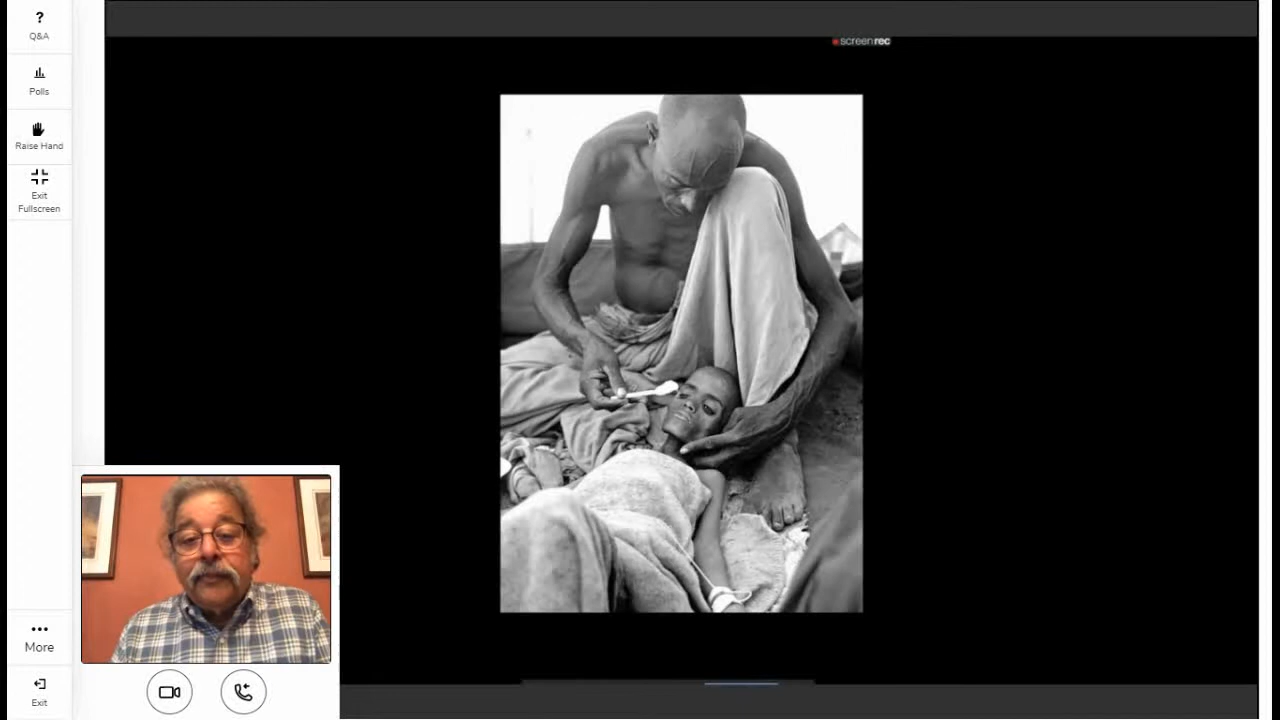 ?
Q&A
Polls
Raise Hand
Exit
Fullscreen
screenrec
More
Exit